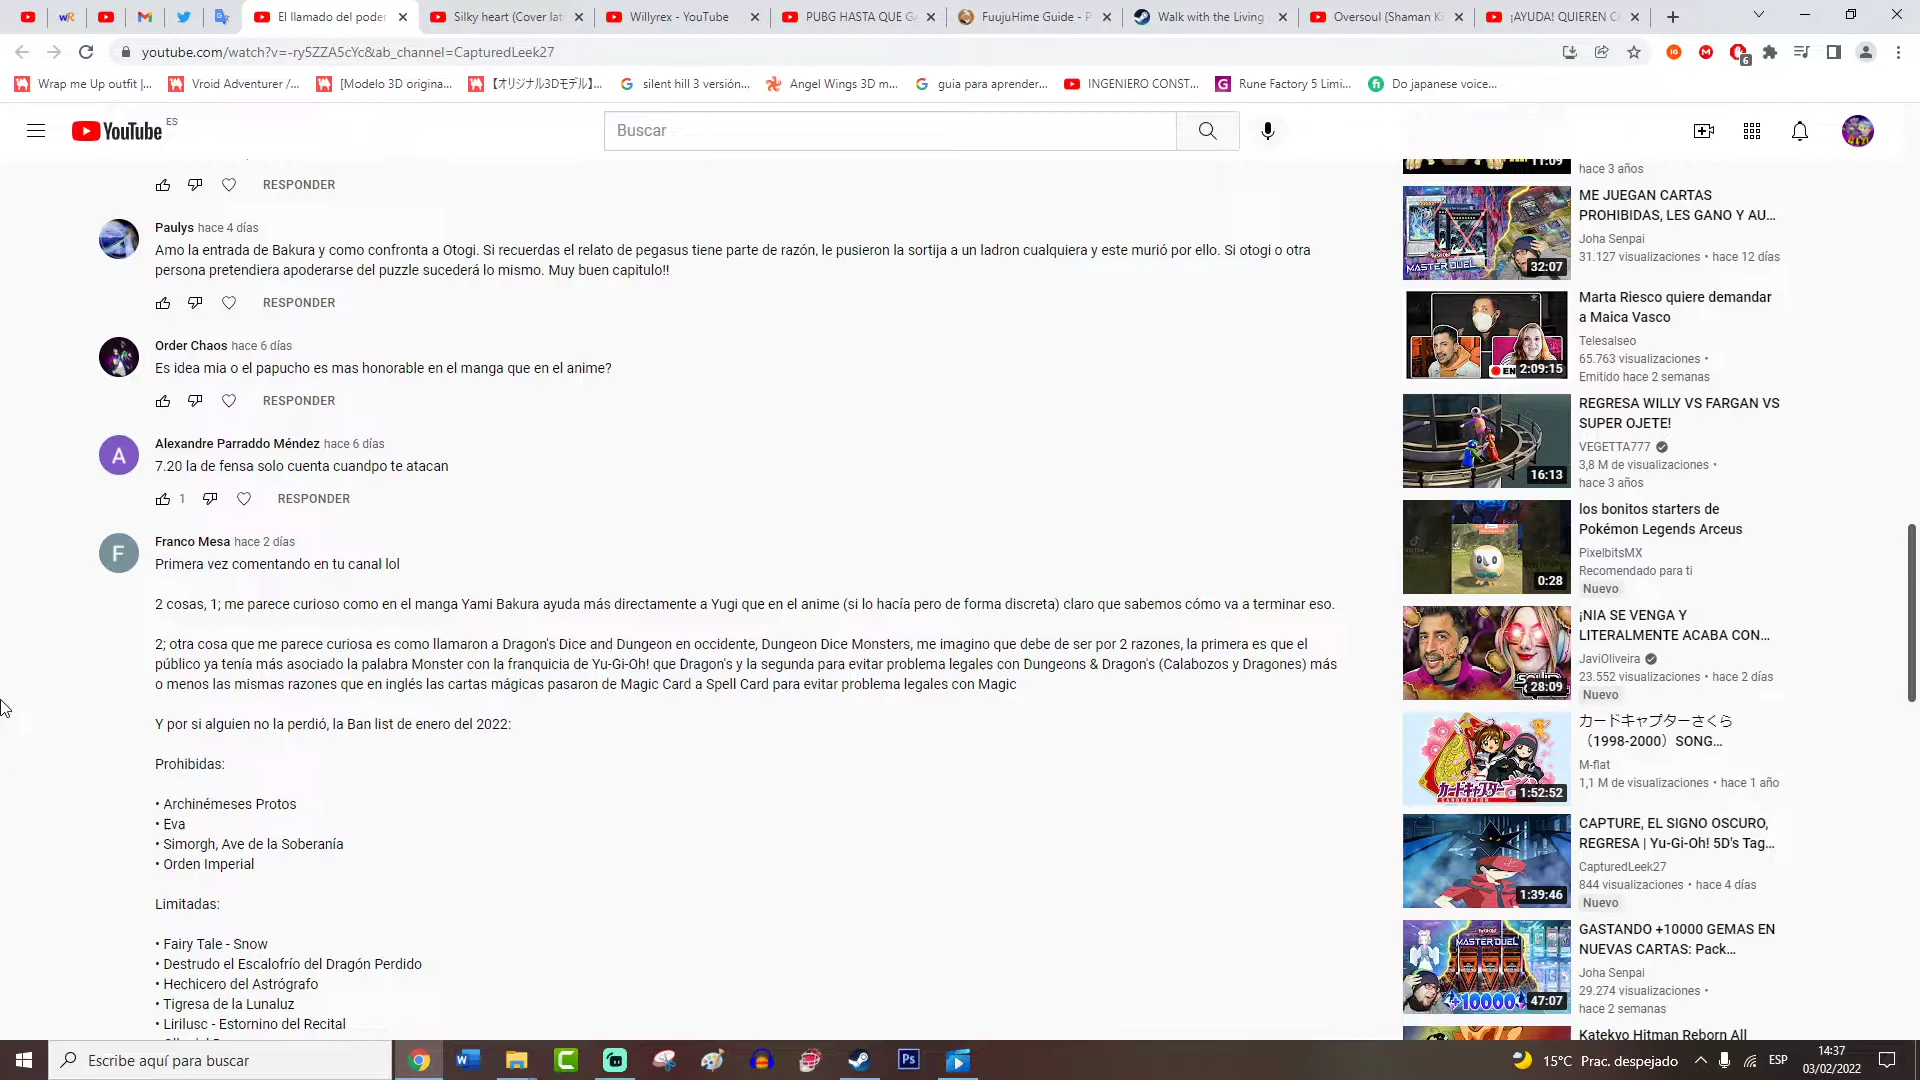 El llamado del poder
Silky heart (Cover lat
Willyrex - YouTube
PUBG HASTA QUE GA
FuujuHime Guide - P
Walk with the Living
Oversoul (Shaman Ki
¡AYUDA! QUIEREN C
youtube.com/watch?v=-ry5ZZA5cYc&ab_channel=CapturedLeek27
6
Wrap me Up outfit |...
Vroid Adventurer /...
[Modelo 3D origina...
【オリジナル3Dモデル】...
silent hill 3 versión...
Angel Wings 3D m...
guia para aprender...
INGENIERO CONST...
Rune Factory 5 Limi...
Do japanese voice...
YouTube ES
Buscar
RESPONDER
Paulys hace 4 días
Amo la entrada de Bakura y como confronta a Otogi. Si recuerdas el relato de pegasus tiene parte de razón, le pusieron la sortija a un ladron cualquiera y este murió por ello. Si otogi o otra
persona pretendiera apoderarse del puzzle sucederá lo mismo. Muy buen capitulo!!
RESPONDER
Order Chaos hace 6 días
Es idea mia o el papucho es mas honorable en el manga que en el anime?
RESPONDER
A
Alexandre Parraddo Méndez hace 6 días
7.20 la de fensa solo cuenta cuandpo te atacan
1
RESPONDER
F
Franco Mesa hace 2 días
Primera vez comentando en tu canal lol
2 cosas, 1; me parece curioso como en el manga Yami Bakura ayuda más directamente a Yugi que en el anime (si lo hacía pero de forma discreta) claro que sabemos cómo va a terminar eso.
2; otra cosa que me parece curiosa es como llamaron a Dragon's Dice and Dungeon en occidente, Dungeon Dice Monsters, me imagino que debe de ser por 2 razones, la primera es que el
público ya tenía más asociado la palabra Monster con la franquicia de Yu-Gi-Oh! que Dragon's y la segunda para evitar problema legales con Dungeons & Dragon's (Calabozos y Dragones) más
o menos las mismas razones que en inglés las cartas mágicas pasaron de Magic Card a Spell Card para evitar problema legales con Magic
Y por si alguien no la perdió, la Ban list de enero del 2022:
Prohibidas:
• Archinémeses Protos
• Eva
• Simorgh, Ave de la Soberanía
• Orden Imperial
Limitadas:
• Fairy Tale - Snow
• Destrudo el Escalofrío del Dragón Perdido
• Hechicero del Astrógrafo
• Tigresa de la Lunaluz
• Lirilusc - Estornino del Recital
11:09
hace 3 años
MASTER DUEL
32:07
ME JUEGAN CARTAS
PROHIBIDAS, LES GANO Y AU...
Joha Senpai
31.127 visualizaciones • hace 12 días
EN
2:09:15
Marta Riesco quiere demandar
a Maica Vasco
Telesalseo
65.763 visualizaciones •
Emitido hace 2 semanas
16:13
REGRESA WILLY VS FARGAN VS
SUPER OJETE!
VEGETTA777
3,8 M de visualizaciones •
hace 3 años
0:28
los bonitos starters de
Pokémon Legends Arceus
PixelbitsMX
Recomendado para ti
Nuevo
28:09
¡NIA SE VENGA Y
LITERALMENTE ACABA CON...
JaviOliveira
23.552 visualizaciones • hace 2 días
Nuevo
カードキャプター
CARDCAPTOR
1:52:52
カードキャプターさくら
（1998-2000）SONG...
M-flat
1,1 M de visualizaciones • hace 1 año
1:39:46
CAPTURE, EL SIGNO OSCURO,
REGRESA | Yu-Gi-Oh! 5D's Tag...
CapturedLeek27
844 visualizaciones • hace 4 días
Nuevo
MASTER DUEL
+10000
47:07
GASTANDO +10000 GEMAS EN
NUEVAS CARTAS: Pack...
Joha Senpai
29.274 visualizaciones •
hace 2 semanas
Katekyo Hitman Reborn All
Escribe aquí para buscar
15°C Prac. despejado
ESP
14:37
03/02/2022